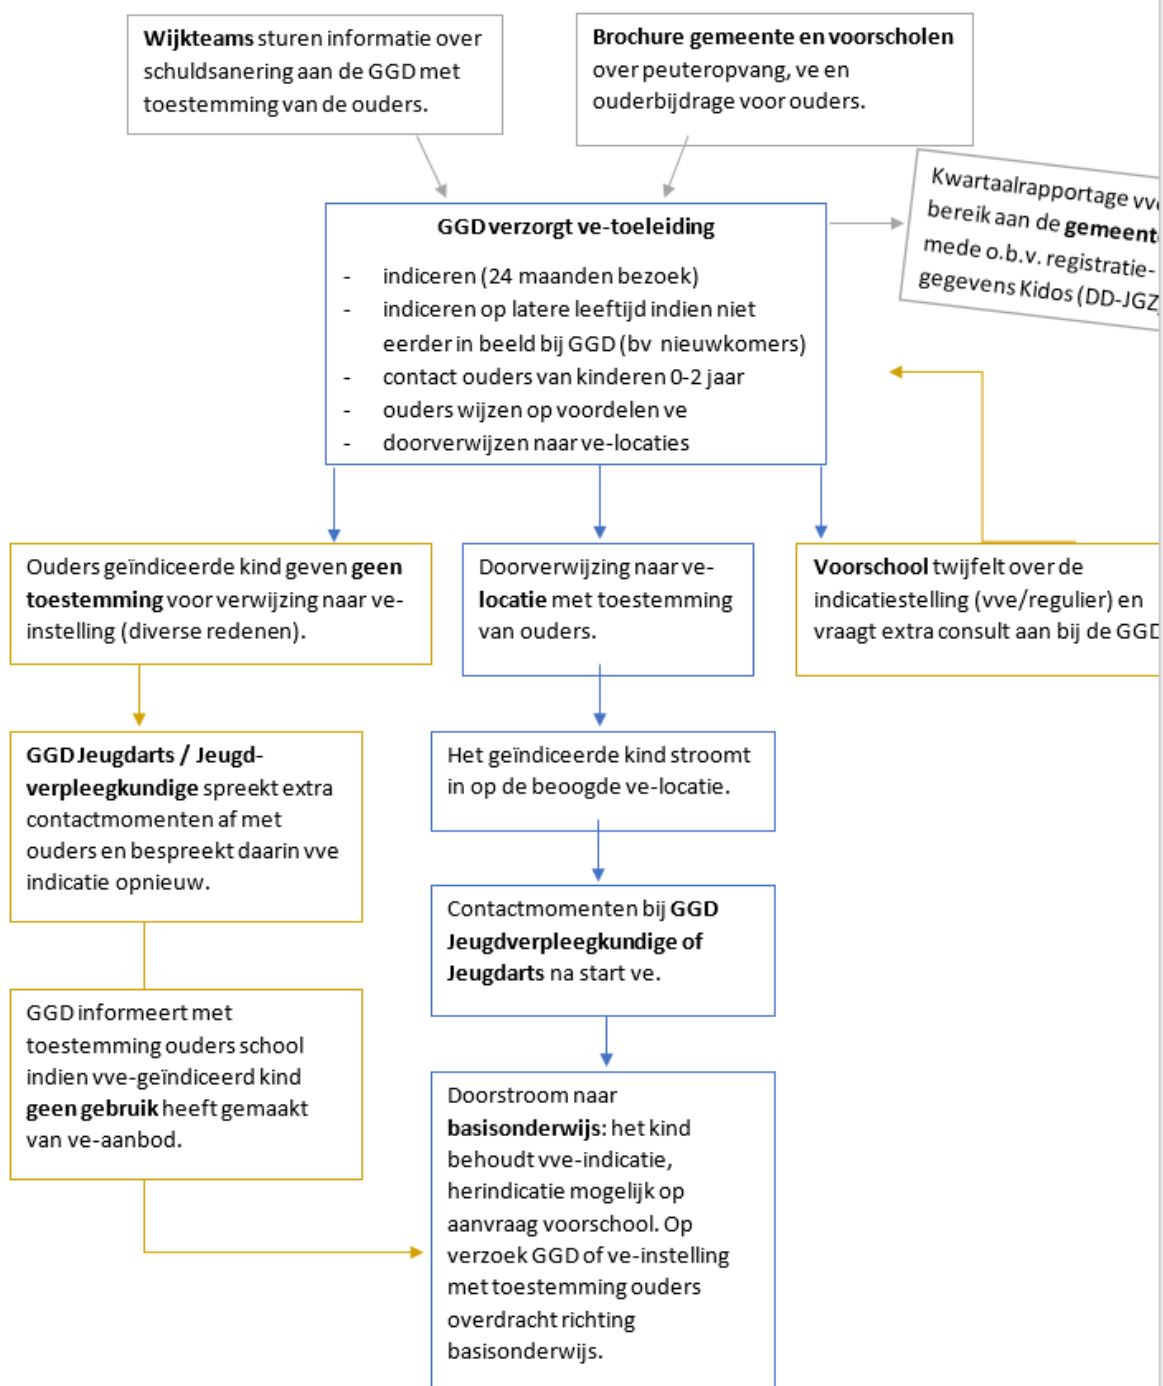 Wijkteams sturen informatie over
schuldsanering aan de GGD met
toestemming van de ouders.
Brochure gemeente en voorscholen
over peuteropvang, ve en
ouderbijdrage voor ouders.
Kwartaalrapportage vve
bereik aan de gemeent
mede o.b.v. registratie-
gegevens Kidos (DD-JGZ)
GGD verzorgt ve-toeleiding
- indiceren (24 maanden bezoek)
- indiceren op latere leeftijd indien niet
eerder in beeld bij GGD (bv nieuwkomers)
- contact ouders van kinderen 0-2 jaar
- ouders wijzen op voordelen ve
- doorverwijzen naar ve-locaties
Ouders geïndiceerde kind geven geen
toestemming voor verwijzing naar ve-
instelling (diverse redenen).
Doorverwijzing naar ve-
locatie met toestemming
van ouders.
Voorschool twijfelt over de
indicatiestelling (vve/regulier) en
vraagt extra consult aan bij de GGD
GGD Jeugdarts / Jeugd-
verpleegkundige spreekt extra
contactmomenten af met
ouders en bespreekt daarin vve
indicatie opnieuw.
Het geïndiceerde kind stroomt
in op de beoogde ve-locatie.
Contactmomenten bij GGD
Jeugdverpleegkundige of
Jeugdarts na start ve.
GGD informeert met
toestemming ouders school
indien vve-geïndiceerd kind
geen gebruik heeft gemaakt
van ve-aanbod.
Doorstroom naar
basisonderwijs: het kind
behoudt vve-indicatie,
herindicatie mogelijk op
aanvraag voorschool. Op
verzoek GGD of ve-instelling
met toestemming ouders
overdracht richting
basisonderwijs.